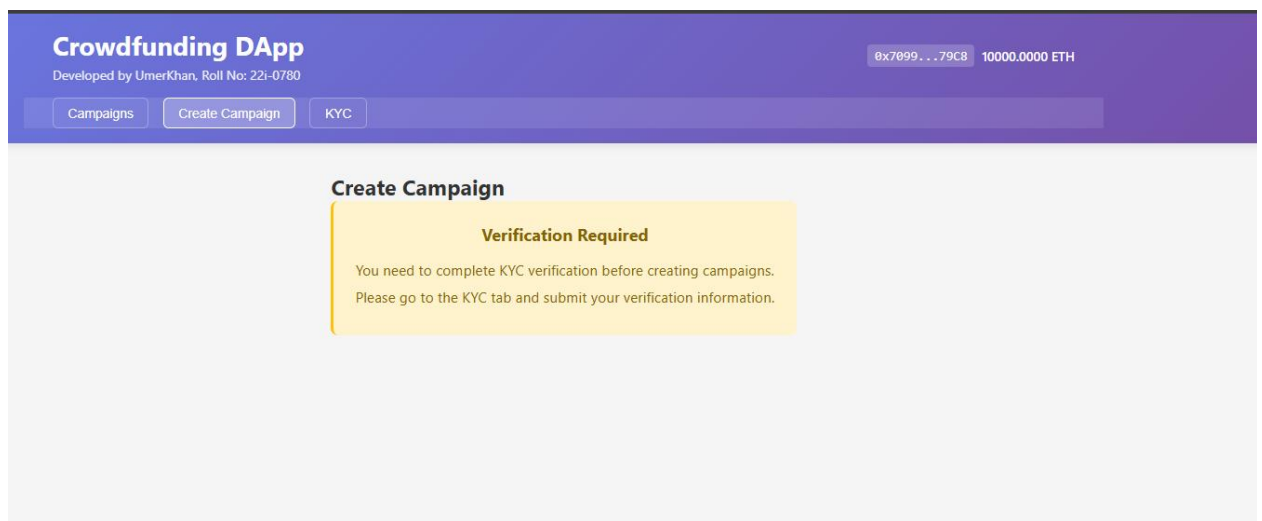 Crowdfunding DApp
Developed by UmerKhan, Roll No: 22i-0780
0x7099...79C8 10000.0000 ETH
Campaigns Create Campaign KYC
Create Campaign
Verification Required
You need to complete KYC verification before creating campaigns.
Please go to the KYC tab and submit your verification information.